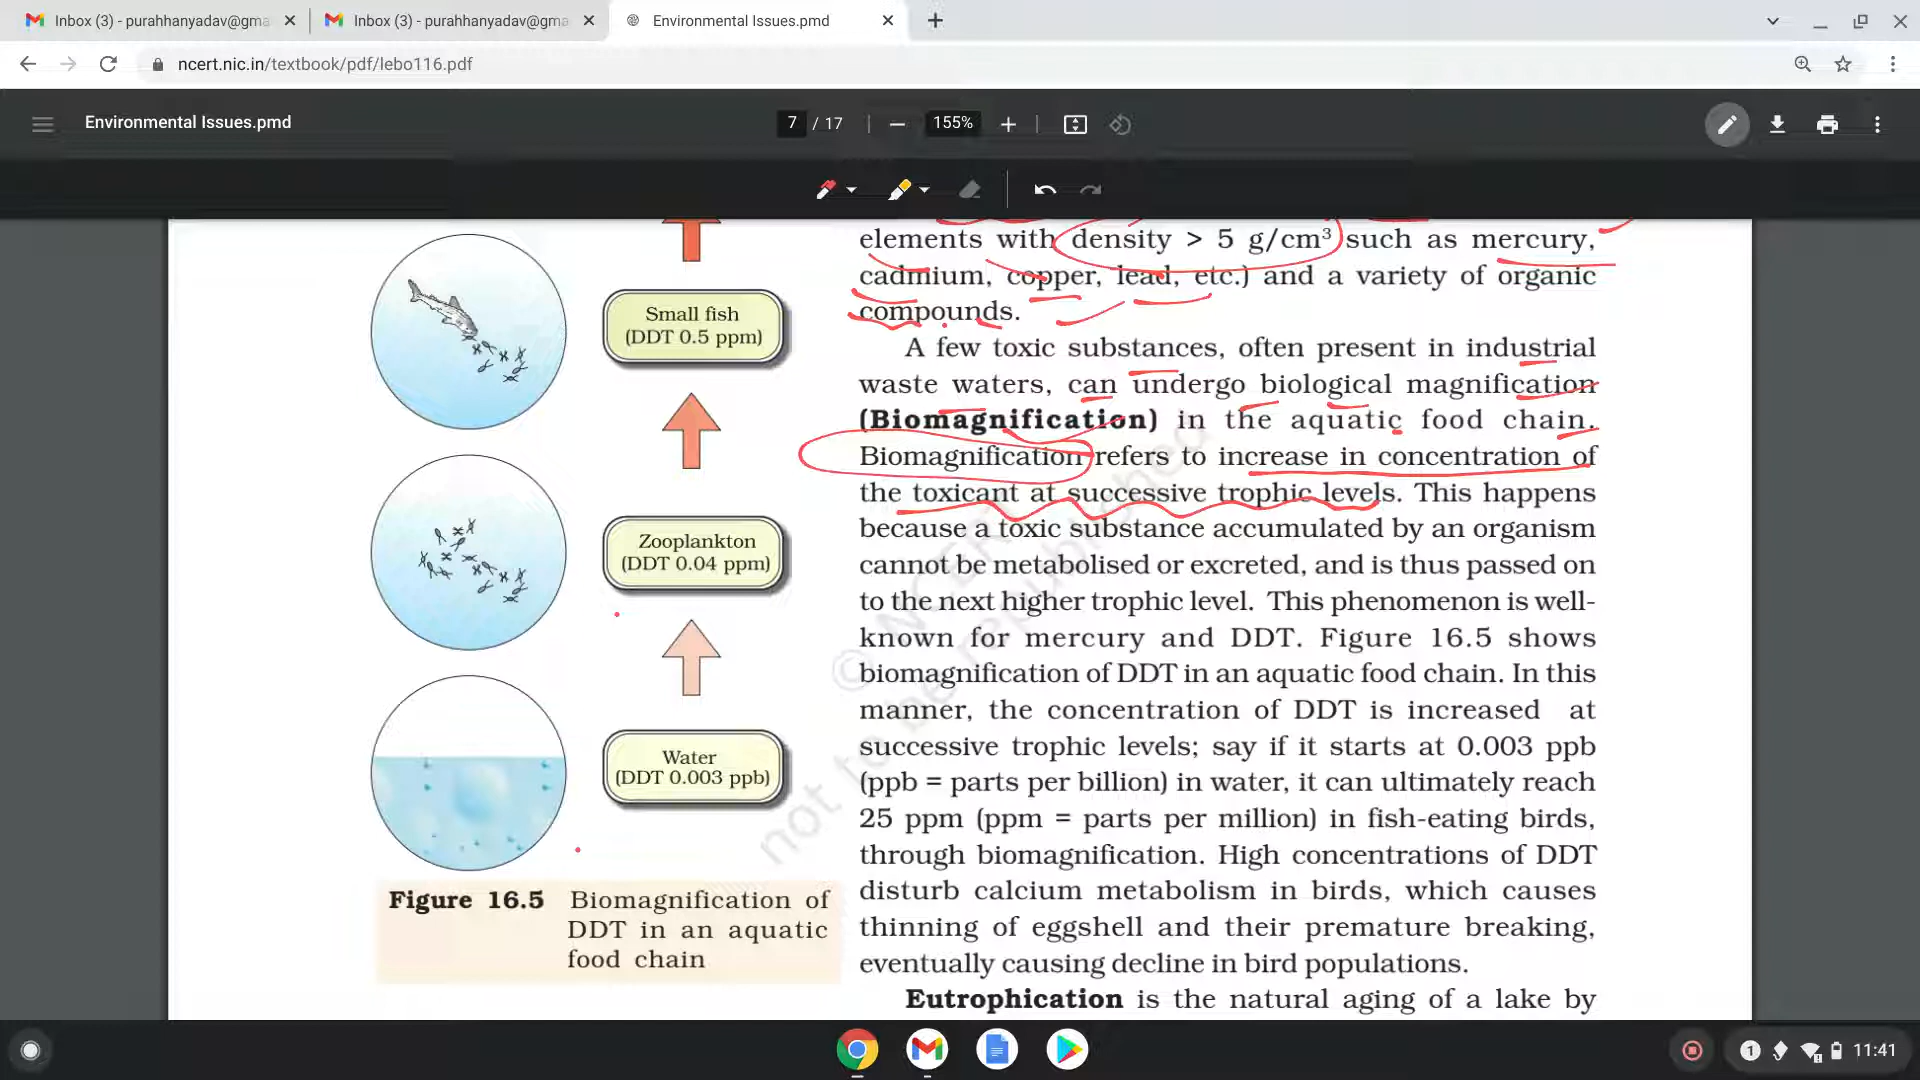 Inbox (3) - purahhanyadav@gma
Inbox (3) - purahhanyadav@gma
Environmental Issues.pmd
ncert.nic.in/textbook/pdf/lebo116.pdf
Environmental Issues.pmd
7 / 17
155%
Small fish
(DDT 0.5 ppm)
Zooplankton
(DDT 0.04 ppm)
Water
(DDT 0.003 ppb)
Figure 16.5 Biomagnification of
DDT in an aquatic
food chain
elements with density > 5 g/cm³ such as mercury,
cadmium, copper, lead, etc.) and a variety of organic
compounds.
A few toxic substances, often present in industrial
waste waters, can undergo biological magnification
(Biomagnification) in the aquatic food chain.
Biomagnification refers to increase in concentration of
the toxicant at successive trophic levels. This happens
because a toxic substance accumulated by an organism
cannot be metabolised or excreted, and is thus passed on
to the next higher trophic level. This phenomenon is well-
known for mercury and DDT. Figure 16.5 shows
biomagnification of DDT in an aquatic food chain. In this
manner, the concentration of DDT is increased at
successive trophic levels; say if it starts at 0.003 ppb
(ppb = parts per billion) in water, it can ultimately reach
25 ppm (ppm = parts per million) in fish-eating birds,
through biomagnification. High concentrations of DDT
disturb calcium metabolism in birds, which causes
thinning of eggshell and their premature breaking,
eventually causing decline in bird populations.
Eutrophication is the natural aging of a lake by
© NCERT
not to be republished
1
11:41